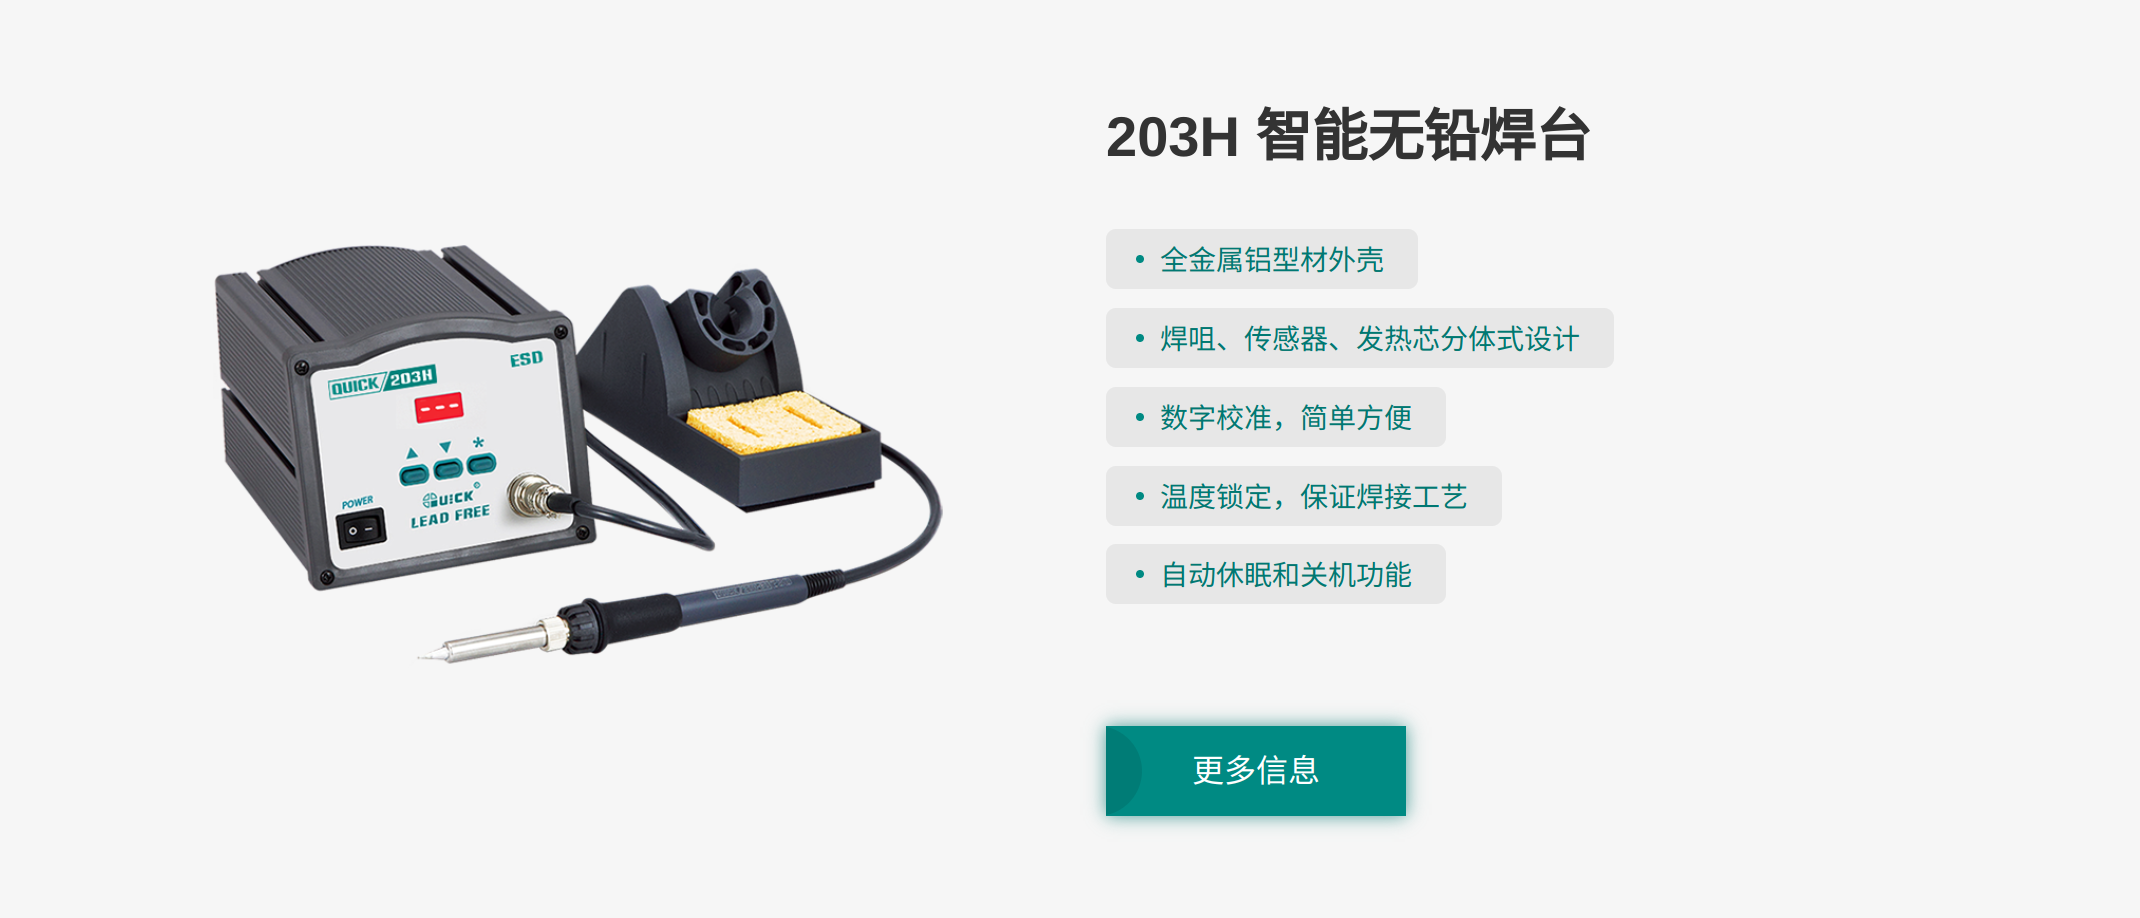 203H 智能无铅焊台
• 全金属铝型材外壳
• 焊咀、传感器、发热芯分体式设计
• 数字校准，简单方便
• 温度锁定，保证焊接工艺
• 自动休眠和关机功能
更多信息
QUICK 203H
ESD
POWER
QUICK
LEAD FREE